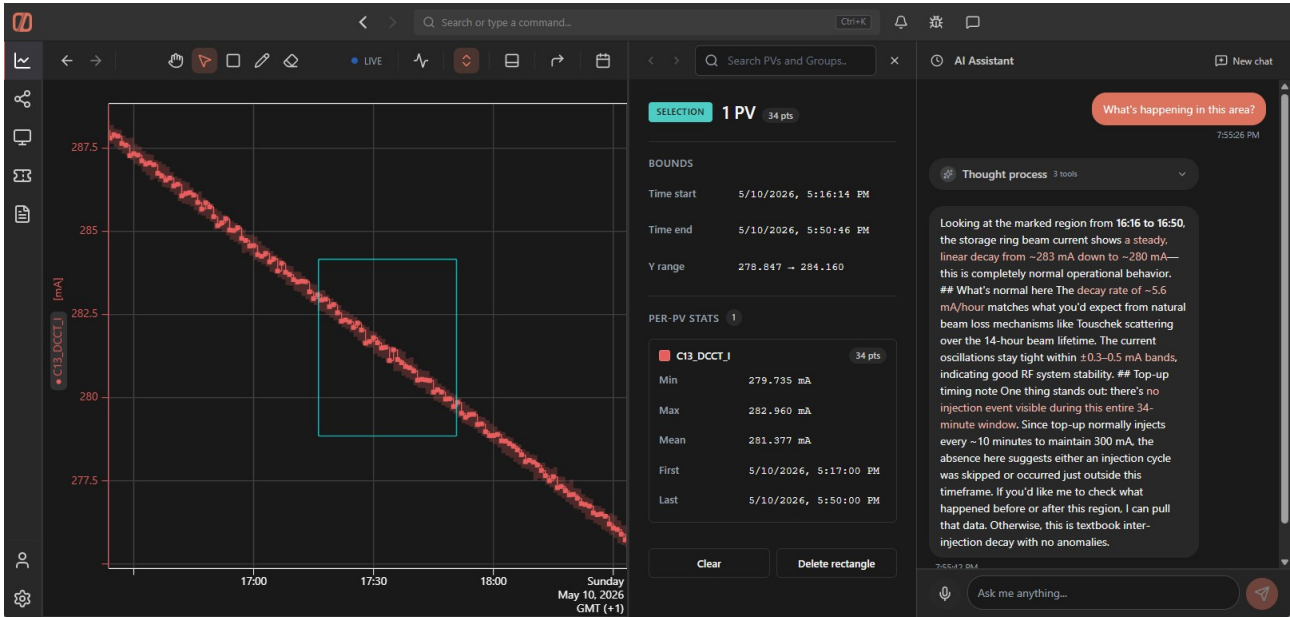 Search or type a command...
Ctrl+K
LIVE
287.5
285
282.5
280
277.5
C13_DCCT_I [mA]
17:00
17:30
18:00
Sunday
May 10, 2026
GMT (+1)
Search PVs and Groups..
SELECTION 1 PV 34 pts
BOUNDS
Time start 5/10/2026, 5:16:14 PM
Time end 5/10/2026, 5:50:46 PM
Y range 278.847 → 284.160
PER-PV STATS 1
C13_DCCT_I 34 pts
Min 279.735 mA
Max 282.960 mA
Mean 281.377 mA
First 5/10/2026, 5:17:00 PM
Last 5/10/2026, 5:50:00 PM
Clear
Delete rectangle
AI Assistant
New chat
What's happening in this area?
7:55:26 PM
Thought process 3 tools
Looking at the marked region from 16:16 to 16:50,
the storage ring beam current shows a steady,
linear decay from ~283 mA down to ~280 mA—
this is completely normal operational behavior.
## What's normal here The decay rate of ~5.6
mA/hour matches what you'd expect from natural
beam loss mechanisms like Touschek scattering
over the 14-hour beam lifetime. The current
oscillations stay tight within ±0.3–0.5 mA bands,
indicating good RF system stability. ## Top-up
timing note One thing stands out: there's no
injection event visible during this entire 34-
minute window. Since top-up normally injects
every ~10 minutes to maintain 300 mA, the
absence here suggests either an injection cycle
was skipped or occurred just outside this
timeframe. If you'd like me to check what
happened before or after this region, I can pull
that data. Otherwise, this is textbook inter-
injection decay with no anomalies.
7:55:42 PM
Ask me anything...